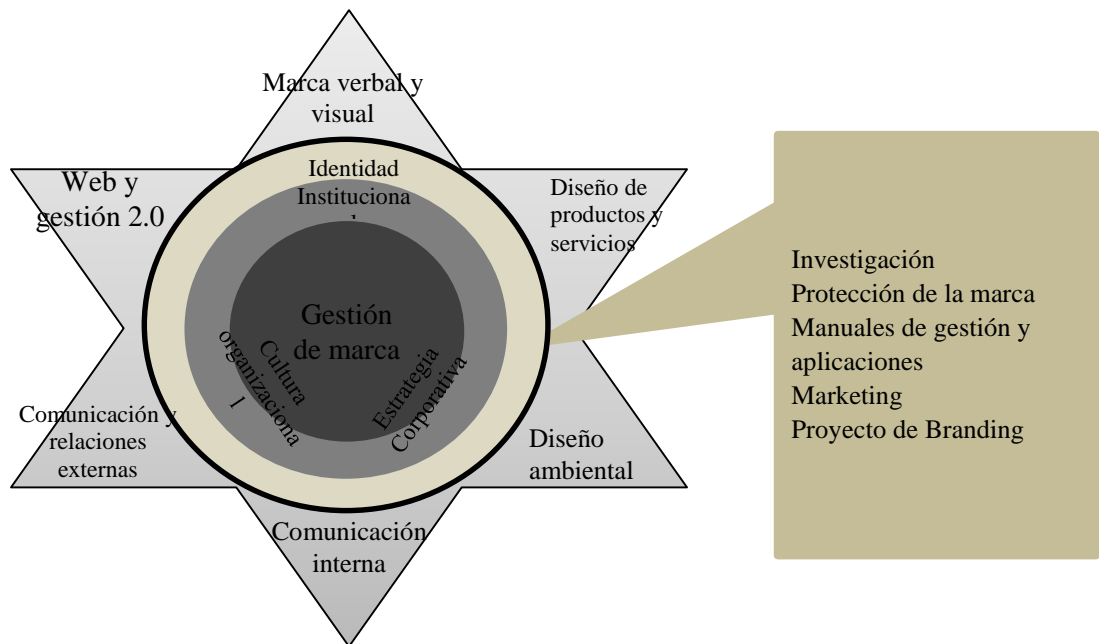 Marca verbal y
visual
Identidad
Instituciona
l
Web y
gestión 2.0
Diseño de
productos y
servicios
Gestión
de marca
Cultura
organizaciona
l
Estrategia
Corporativa
Comunicación y
relaciones
externas
Diseño
ambiental
Comunicación
interna
Investigación
Protección de la marca
Manuales de gestión y
aplicaciones
Marketing
Proyecto de Branding